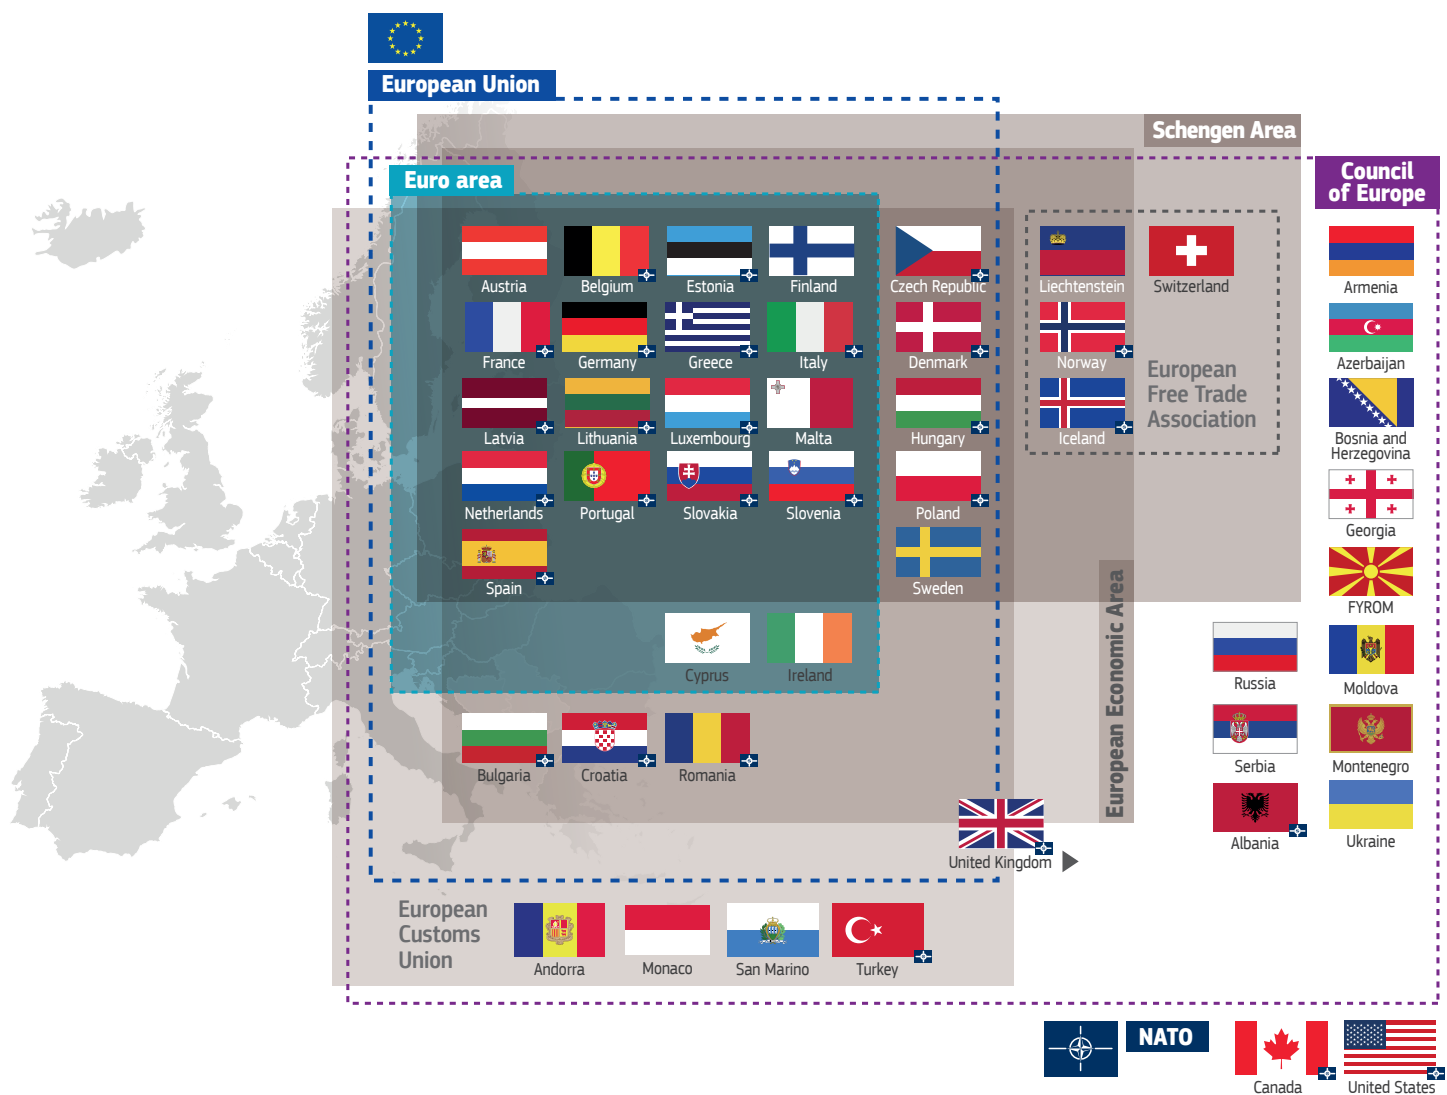 European Union
Schengen Area
Council
of Europe
Euro area
Austria
Belgium
Estonia
Finland
Czech Republic
Liechtenstein
Switzerland
Armenia
France
Germany
Greece
Italy
Denmark
Norway
European
Free Trade
Association
Azerbaijan
Latvia
Lithuania
Luxembourg
Malta
Hungary
Iceland
Bosnia and
Herzegovina
Netherlands
Portugal
Slovakia
Slovenia
Poland
Georgia
Spain
Sweden
European Economic Area
FYROM
Cyprus
Ireland
Russia
Moldova
Bulgaria
Croatia
Romania
Serbia
Montenegro
United Kingdom
Albania
Ukraine
European
Customs
Union
Andorra
Monaco
San Marino
Turkey
NATO
Canada
United States